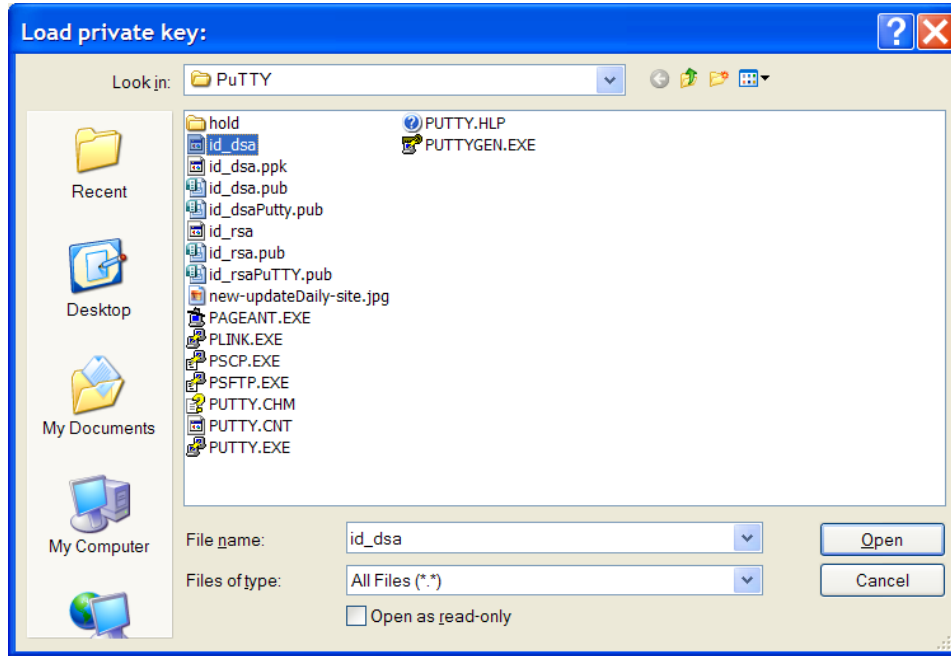 Load private key:
Look in: PuTTY
Recent
Desktop
My Documents
My Computer
hold
id_dsa
id_dsa.ppk
id_dsa.pub
id_dsaPutty.pub
id_rsa
id_rsa.pub
id_rsaPuTTY.pub
new-updateDaily-site.jpg
PAGEANT.EXE
PLINK.EXE
PSCP.EXE
PSFTP.EXE
PUTTY.CHM
PUTTY.CNT
PUTTY.EXE
PUTTY.HLP
PUTTYGEN.EXE
File name: id_dsa Open
Files of type: All Files (*.*) Cancel
Open as read-only